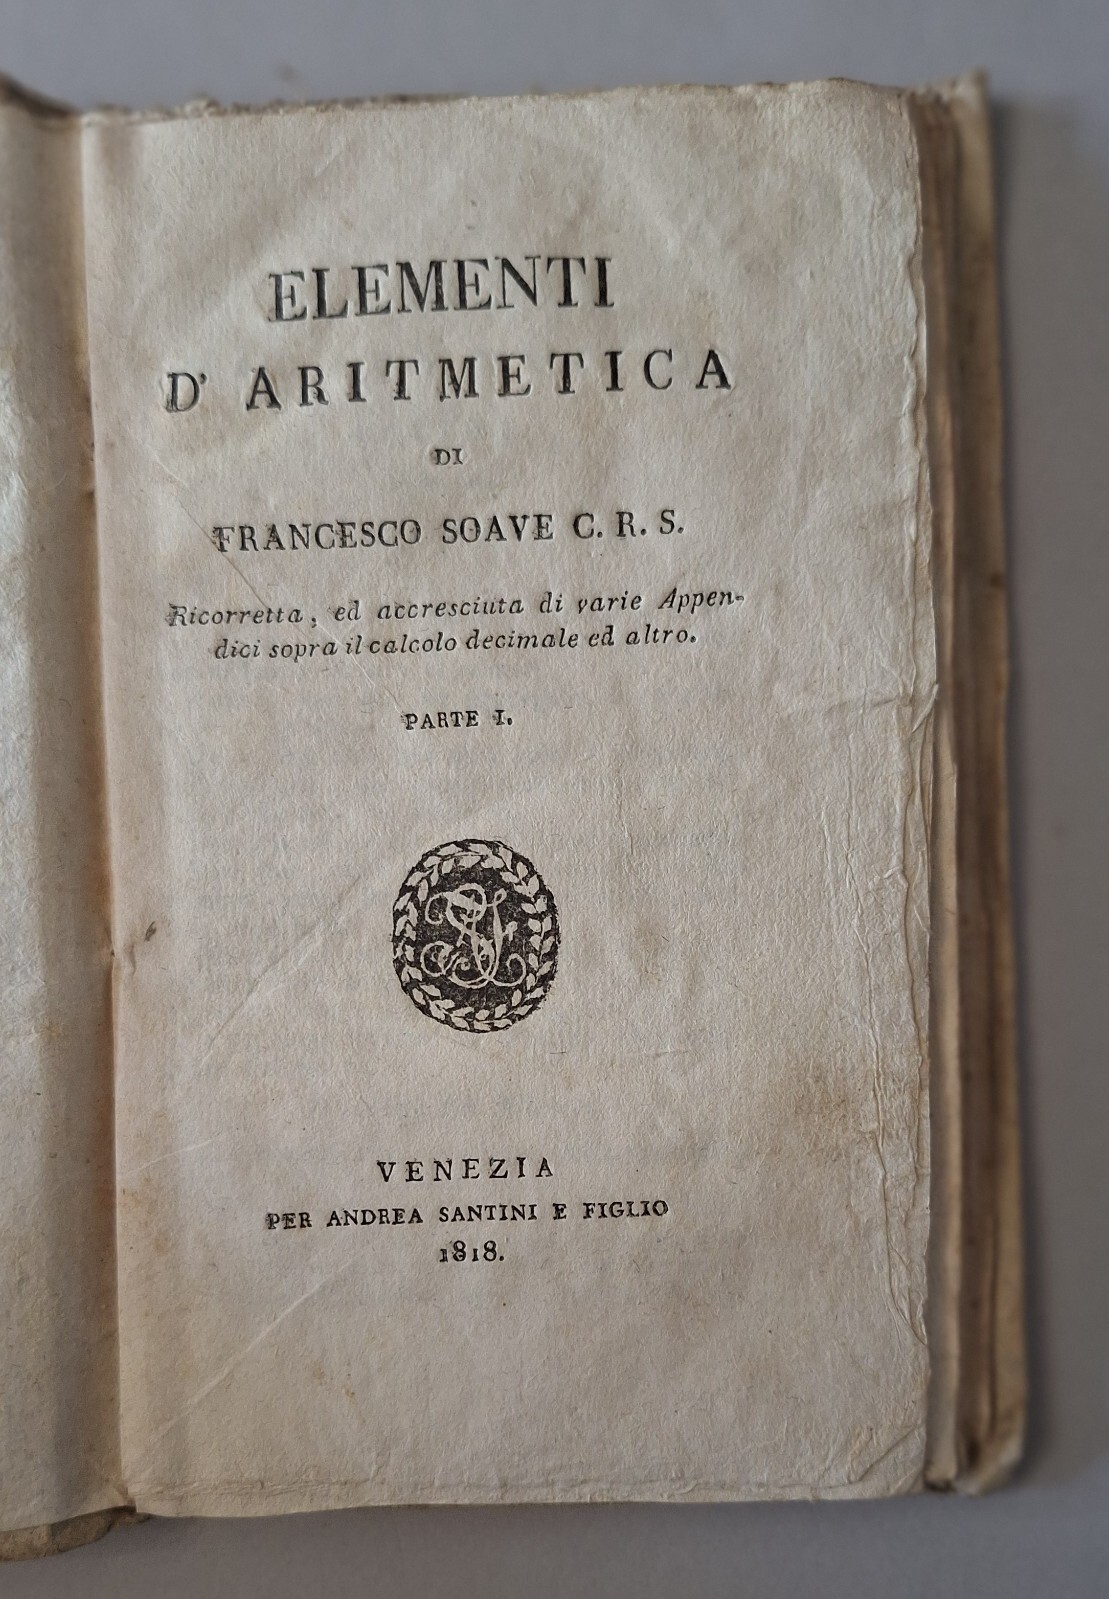 ELEMENTI
D' ARITMETICA
DI
FRANCESCO SOAVE C. R. S.
Ricorretta, ed accresciuta di varie Appen-
dici sopra il calcolo decimale ed altro.
PARTE I.
VENEZIA
PER ANDREA SANTINI E FIGLIO
1818.